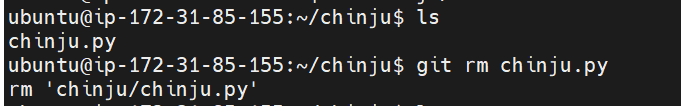 ubuntu@ip-172-31-85-155:~/chinju$ ls
chinju.py
ubuntu@ip-172-31-85-155:~/chinju$ git rm chinju.py
rm 'chinju/chinju.py'